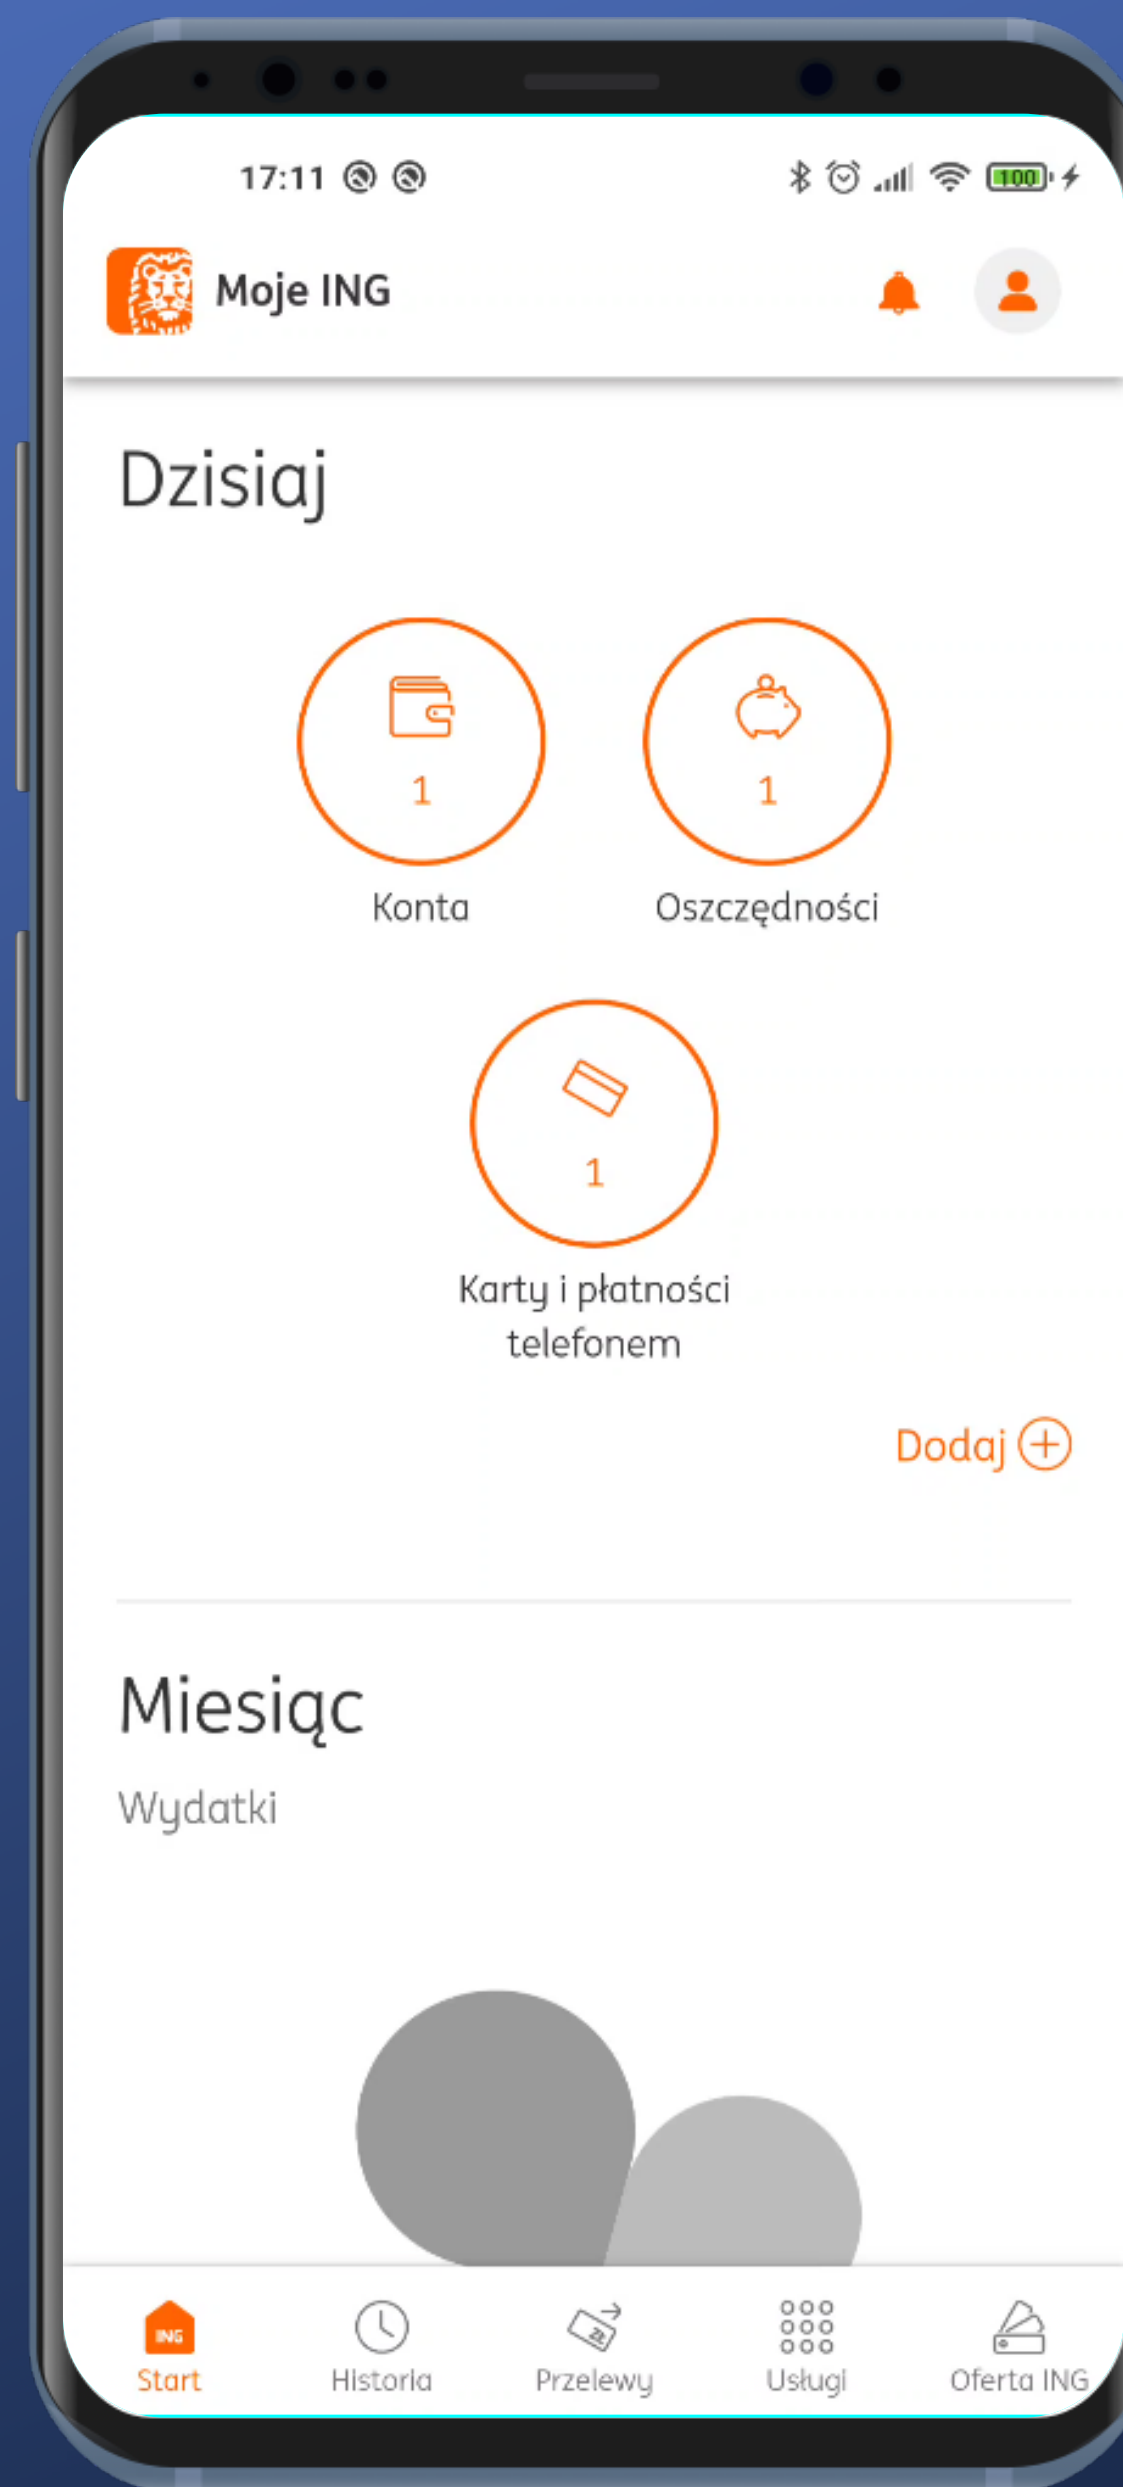 17:11
100
Moje ING
Dzisiaj
1
1
Konta
Oszczędności
1
Karty i płatności
telefonem
Dodaj
Miesiąc
Wydatki
ING
ZŁ
Start
Historia
Przelewy
Usługi
Oferta ING